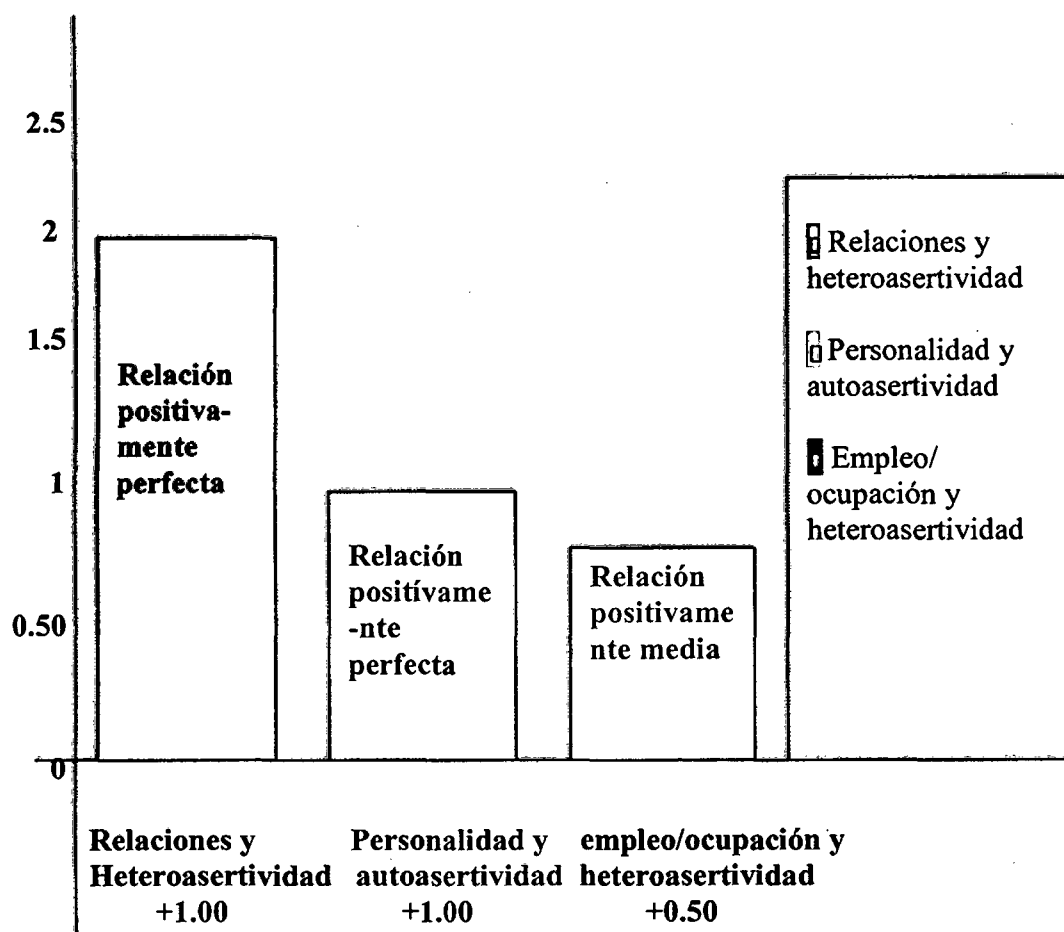 2.5
2
1.5
1
0.50
0
Relación
positiva-
mente
perfecta
Relación
positívame
-nte
perfecta
Relación
positivame
nte media
Relaciones y
heteroasertividad
Personalidad y
autoasertividad
Empleo/
ocupación y
heteroasertividad
Relaciones y
Heteroasertividad
+1.00
Personalidad y
autoasertividad
+1.00
empleo/ocupación y
heteroasertividad
+0.50